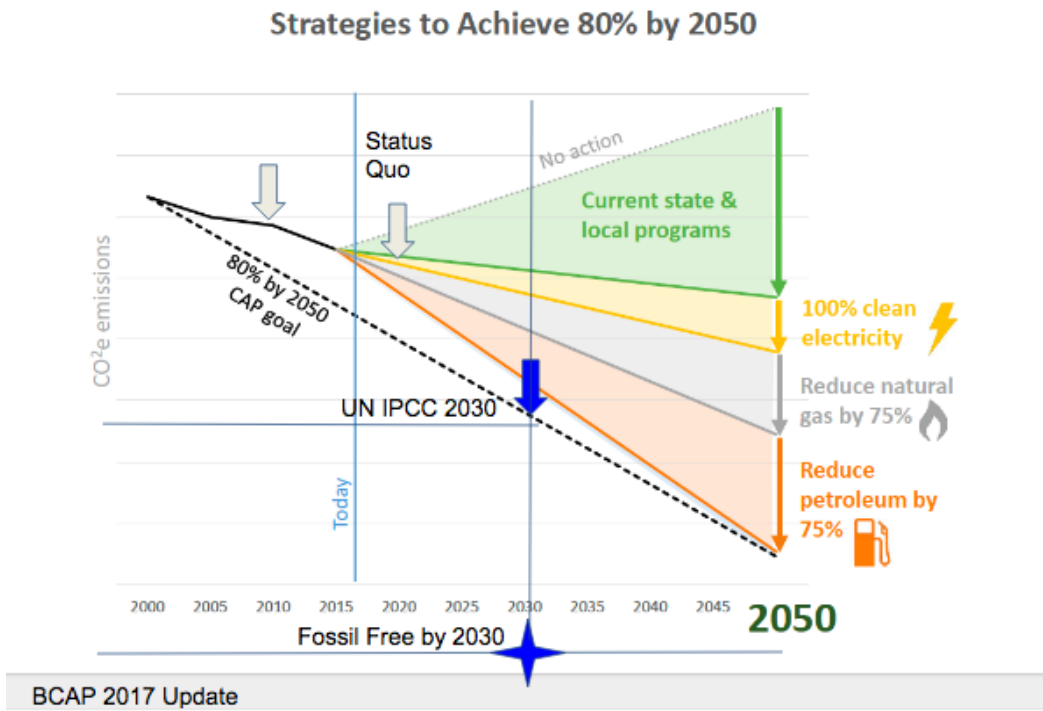 Strategies to Achieve 80% by 2050
Status
Quo
No action
Current state &
local programs
CO²e emissions
80% by 2050
CAP goal
100% clean
electricity
Reduce natural
gas by 75%
UN IPCC 2030
Reduce
petroleum by
75%
Today
2000 2005 2010 2015 2020 2025 2030 2035 2040 2045 2050
Fossil Free by 2030
BCAP 2017 Update